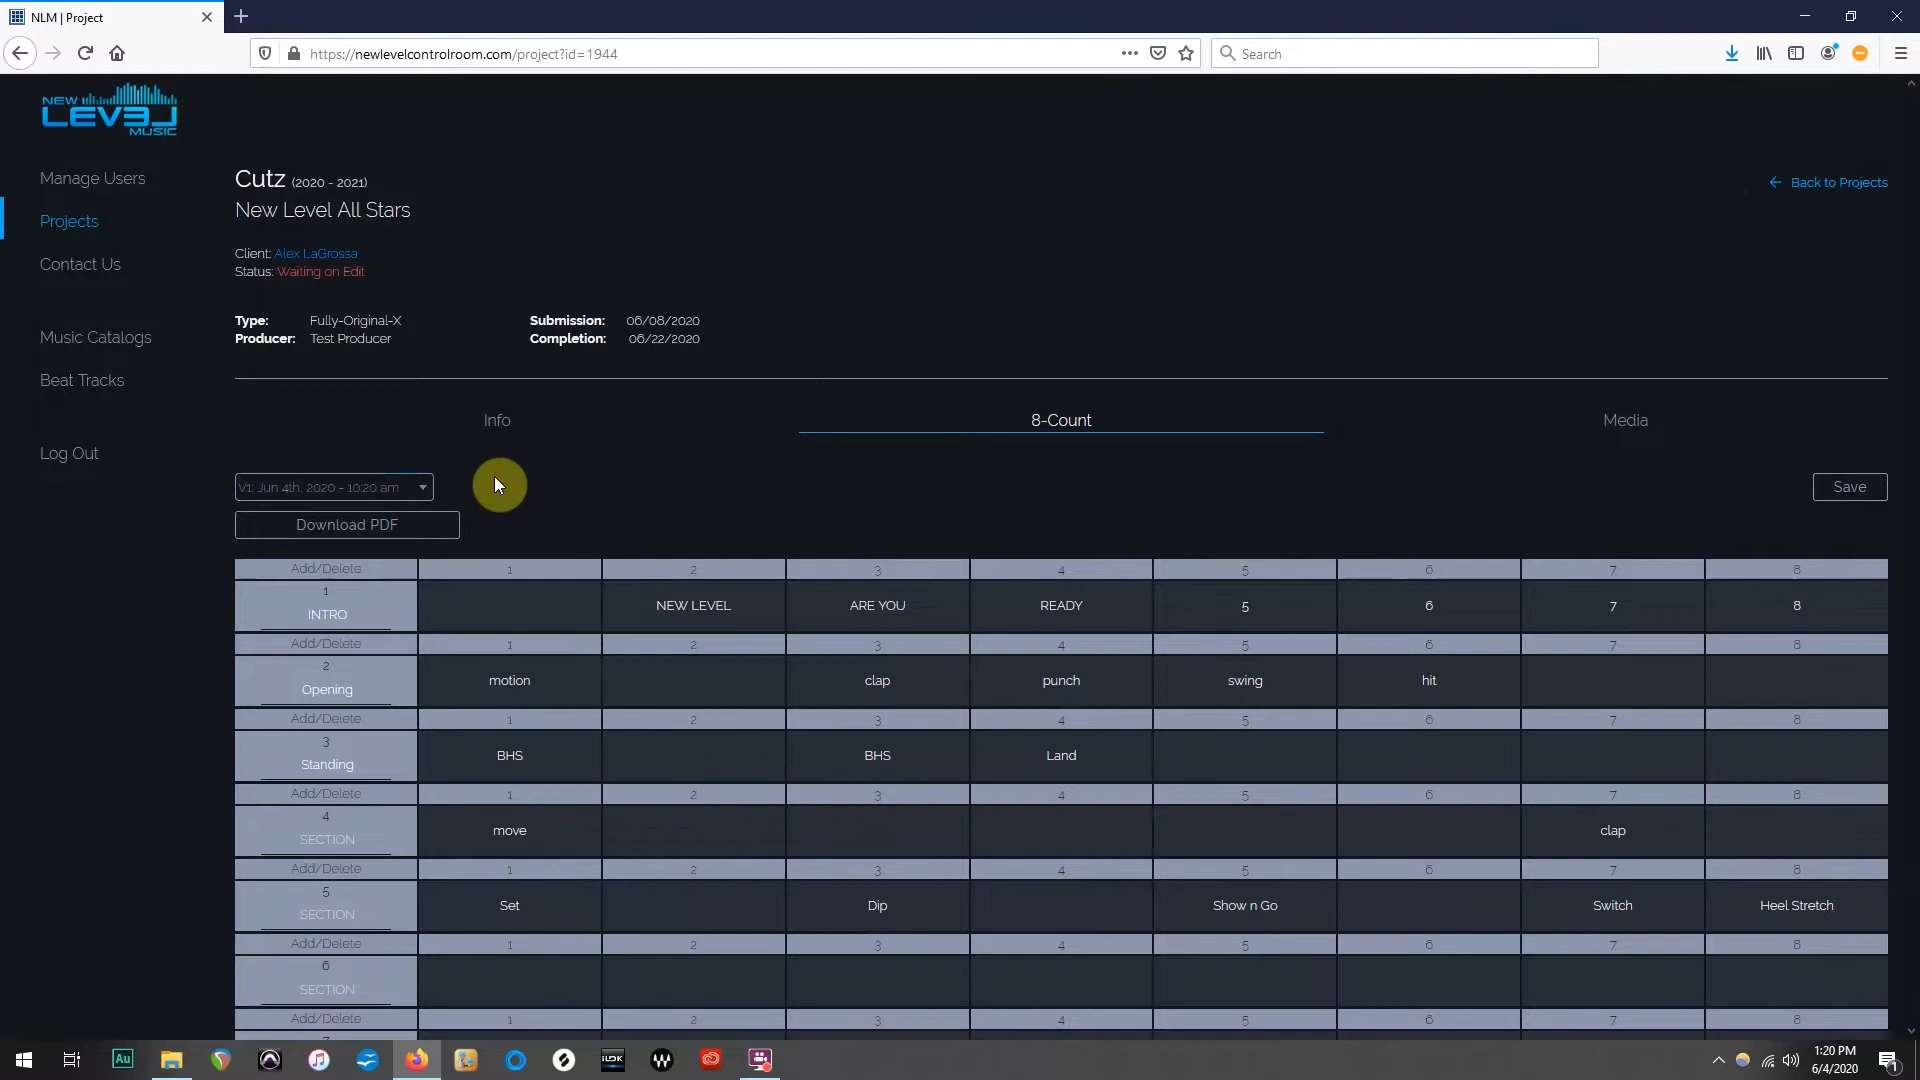 NLM | Project
https://newlevelcontrolroom.com/project?id=1944
Search
NEW
LEVEL
MUSIC
Manage Users
Projects
Contact Us
Music Catalogs
Beat Tracks
Log Out
Cutz (2020 - 2021)
Back to Projects
New Level All Stars
Client: Alex LaGrossa
Status: Waiting on Edit
Type: Fully-Original-X Submission: 06/08/2020
Producer: Test Producer Completion: 06/22/2020
Info 8-Count Media
V1: Jun 4th, 2020 - 10:20 am Save
Download PDF
Add/Delete 1 2 3 4 5 6 7 8
1
INTRO NEW LEVEL ARE YOU READY 5 6 7 8
Add/Delete 1 2 3 4 5 6 7 8
2
Opening motion clap punch swing hit
Add/Delete 1 2 3 4 5 6 7 8
3
Standing BHS BHS Land
Add/Delete 1 2 3 4 5 6 7 8
4
SECTION move clap
Add/Delete 1 2 3 4 5 6 7 8
5
SECTION Set Dip Show n Go Switch Heel Stretch
Add/Delete 1 2 3 4 5 6 7 8
6
SECTION
Add/Delete 1 2 3 4 5 6 7 8
Au
1:20 PM
6/4/2020
1